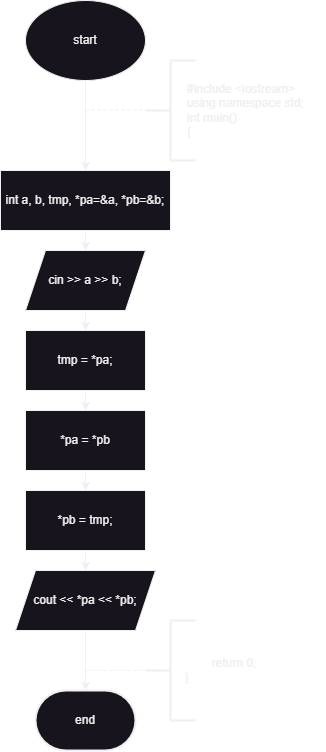 start
#include <iostream>
using namespace std;
int main()
{
int a, b, tmp, *pa=&a, *pb=&b;
cin >> a >> b;
tmp = *pa;
*pa = *pb
*pb = tmp;
cout << *pa << *pb;
return 0;
}
end